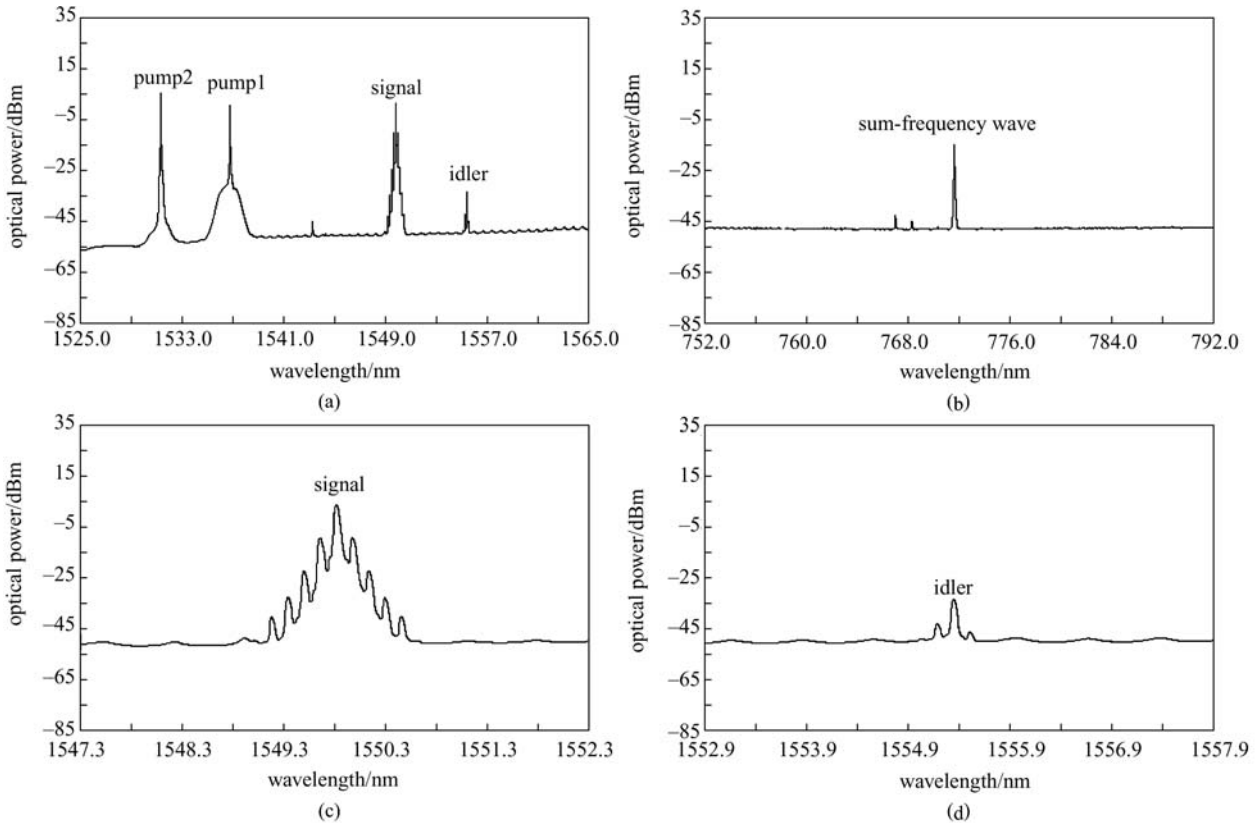 35
15
−5
−25
−45
−65
−85
optical power/dBm
pump2
pump1
signal
idler
1525.0 1533.0 1541.0 1549.0 1557.0 1565.0
wavelength/nm
(a)
35
15
−5
−25
−45
−65
−85
optical power/dBm
sum-frequency wave
752.0 760.0 768.0 776.0 784.0 792.0
wavelength/nm
(b)
35
15
−5
−25
−45
−65
−85
optical power/dBm
signal
1547.3 1548.3 1549.3 1550.3 1551.3 1552.3
wavelength/nm
(c)
35
15
−5
−25
−45
−65
−85
optical power/dBm
idler
1552.9 1553.9 1554.9 1555.9 1556.9 1557.9
wavelength/nm
(d)